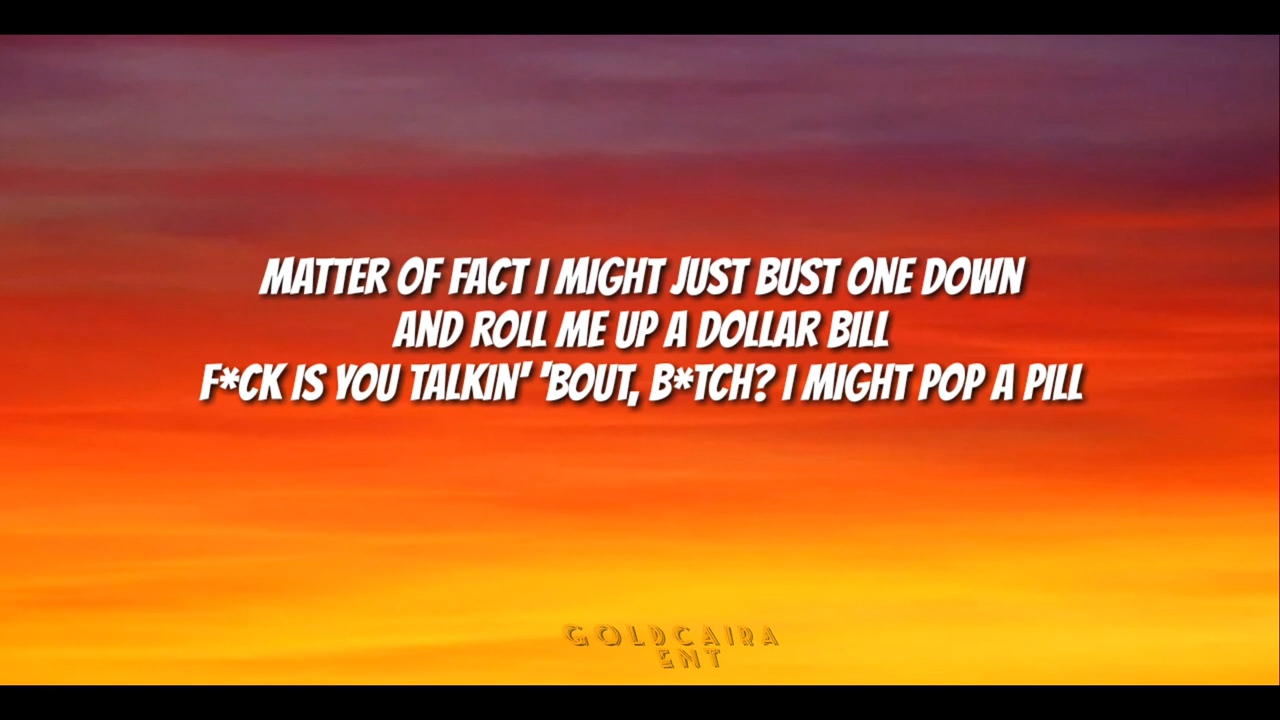 MATTER OF FACT I MIGHT JUST BUST ONE DOWN
AND ROLL ME UP A DOLLAR BILL
F*CK IS YOU TALKIN' 'BOUT, B*TCH? I MIGHT POP A PILL
GOLDCAIRA
ENT